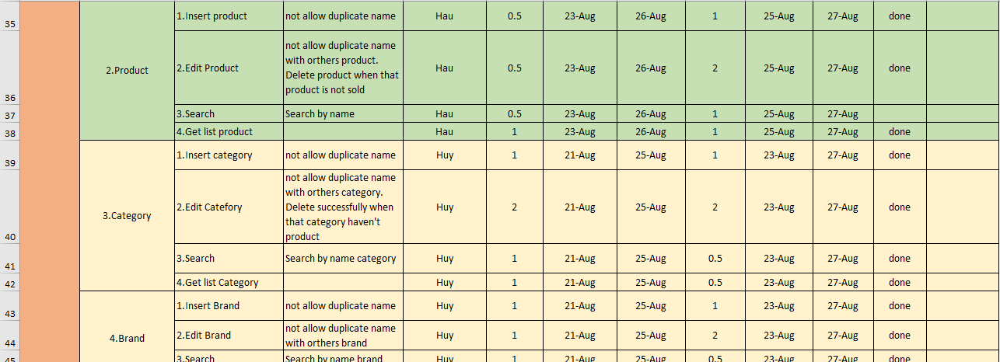 35 1.Insert product not allow duplicate name Hau 0.5 23-Aug 26-Aug 1 25-Aug 27-Aug done
2.Product
36 2.Edit Product not allow duplicate name
with orthers product.
Delete product when that
product is not sold Hau 0.5 23-Aug 26-Aug 2 25-Aug 27-Aug done
37 3.Search Search by name Hau 0.5 23-Aug 26-Aug 1 25-Aug 27-Aug
38 4.Get list product Hau 1 23-Aug 26-Aug 1 25-Aug 27-Aug done
39 1.Insert category not allow duplicate name Huy 1 21-Aug 25-Aug 1 23-Aug 27-Aug done
3.Category
40 2.Edit Catefory not allow duplicate name
with orthers category.
Delete successfully when
that category haven't
product Huy 2 21-Aug 25-Aug 2 23-Aug 27-Aug done
41 3.Search Search by name category Huy 1 21-Aug 25-Aug 0.5 23-Aug 27-Aug done
42 4.Get list Category Huy 1 21-Aug 25-Aug 0.5 23-Aug 27-Aug done
43 1.Insert Brand not allow duplicate name Huy 1 21-Aug 25-Aug 1 23-Aug 27-Aug done
4.Brand
44 2.Edit Brand not allow duplicate name
with orthers brand Huy 1 21-Aug 25-Aug 2 23-Aug 27-Aug done
45 3.Search Search by name brand Huy 1 21-Aug 25-Aug 0.5 23-Aug 27-Aug done